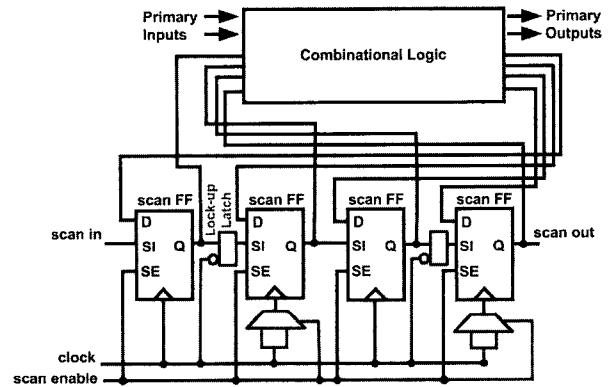 Primary
Inputs
Combinational Logic
Primary
Outputs
scan FF
Lock-up
Latch
scan FF
scan FF
scan FF
D
SI
Q
SE
D
SI
Q
SE
D
SI
Q
SE
D
SI
Q
SE
scan in
scan out
clock
scan enable